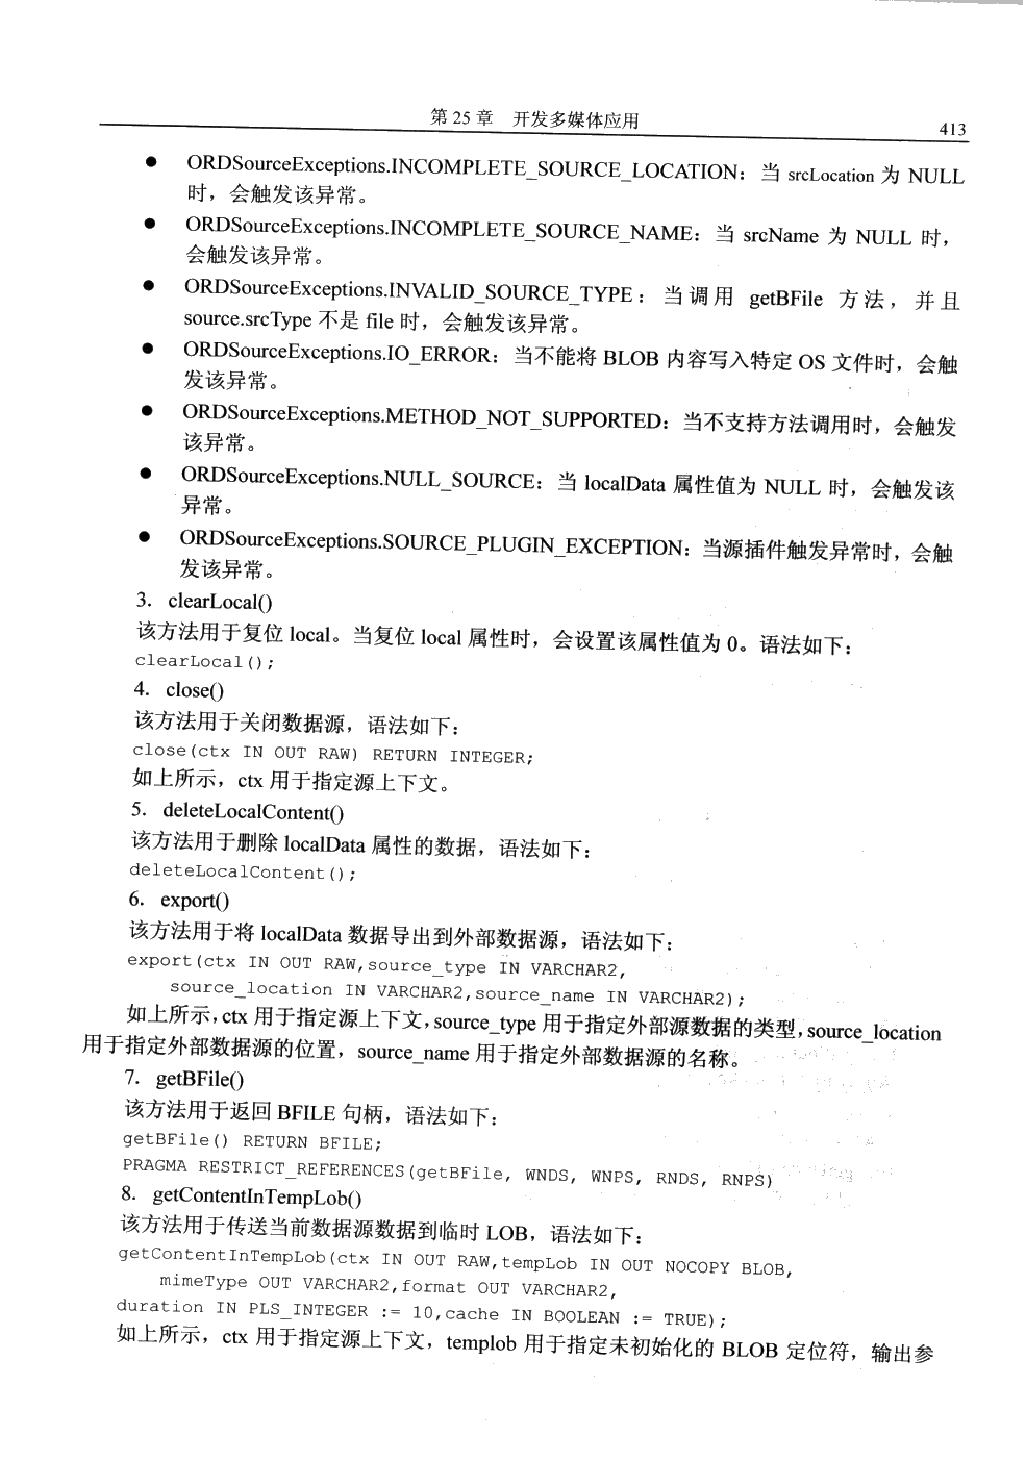 第 25 章　开发多媒体应用
413
● ORDSourceExceptions.INCOMPLETE_SOURCE_LOCATION：当 srcLocation 为 NULL
时，会触发该异常。
● ORDSourceExceptions.INCOMPLETE_SOURCE_NAME：当 srcName 为 NULL 时，
会触发该异常。
● ORDSourceExceptions.INVALID_SOURCE_TYPE：当调用 getBFile 方法，并且
source.srcType 不是 file 时，会触发该异常。
● ORDSourceExceptions.IO_ERROR：当不能将 BLOB 内容写入特定 OS 文件时，会触
发该异常。
● ORDSourceExceptions.METHOD_NOT_SUPPORTED：当不支持方法调用时，会触发
该异常。
● ORDSourceExceptions.NULL_SOURCE：当 localData 属性值为 NULL 时，会触发该
异常。
● ORDSourceExceptions.SOURCE_PLUGIN_EXCEPTION：当源插件触发异常时，会触
发该异常。
3．clearLocal()
该方法用于复位 local。当复位 local 属性时，会设置该属性值为 0。语法如下：
clearLocal();
4．close()
该方法用于关闭数据源，语法如下：
close(ctx IN OUT RAW) RETURN INTEGER;
如上所示，ctx 用于指定源上下文。
5．deleteLocalContent()
该方法用于删除 localData 属性的数据，语法如下：
deleteLocalContent();
6．export()
该方法用于将 localData 数据导出到外部数据源，语法如下：
export(ctx IN OUT RAW,source_type IN VARCHAR2,
source_location IN VARCHAR2,source_name IN VARCHAR2);
如上所示，ctx 用于指定源上下文，source_type 用于指定外部源数据的类型，source_location
用于指定外部数据源的位置，source_name 用于指定外部数据源的名称。
7．getBFile()
该方法用于返回 BFILE 句柄，语法如下：
getBFile() RETURN BFILE;
PRAGMA RESTRICT_REFERENCES(getBFile, WNDS, WNPS, RNDS, RNPS)
8．getContentInTempLob()
该方法用于传送当前数据源数据到临时 LOB，语法如下：
getContentInTempLob(ctx IN OUT RAW,tempLob IN OUT NOCOPY BLOB,
mimeType OUT VARCHAR2,format OUT VARCHAR2,
duration IN PLS_INTEGER := 10,cache IN BOOLEAN := TRUE);
如上所示，ctx 用于指定源上下文，templob 用于指定未初始化的 BLOB 定位符，输出参